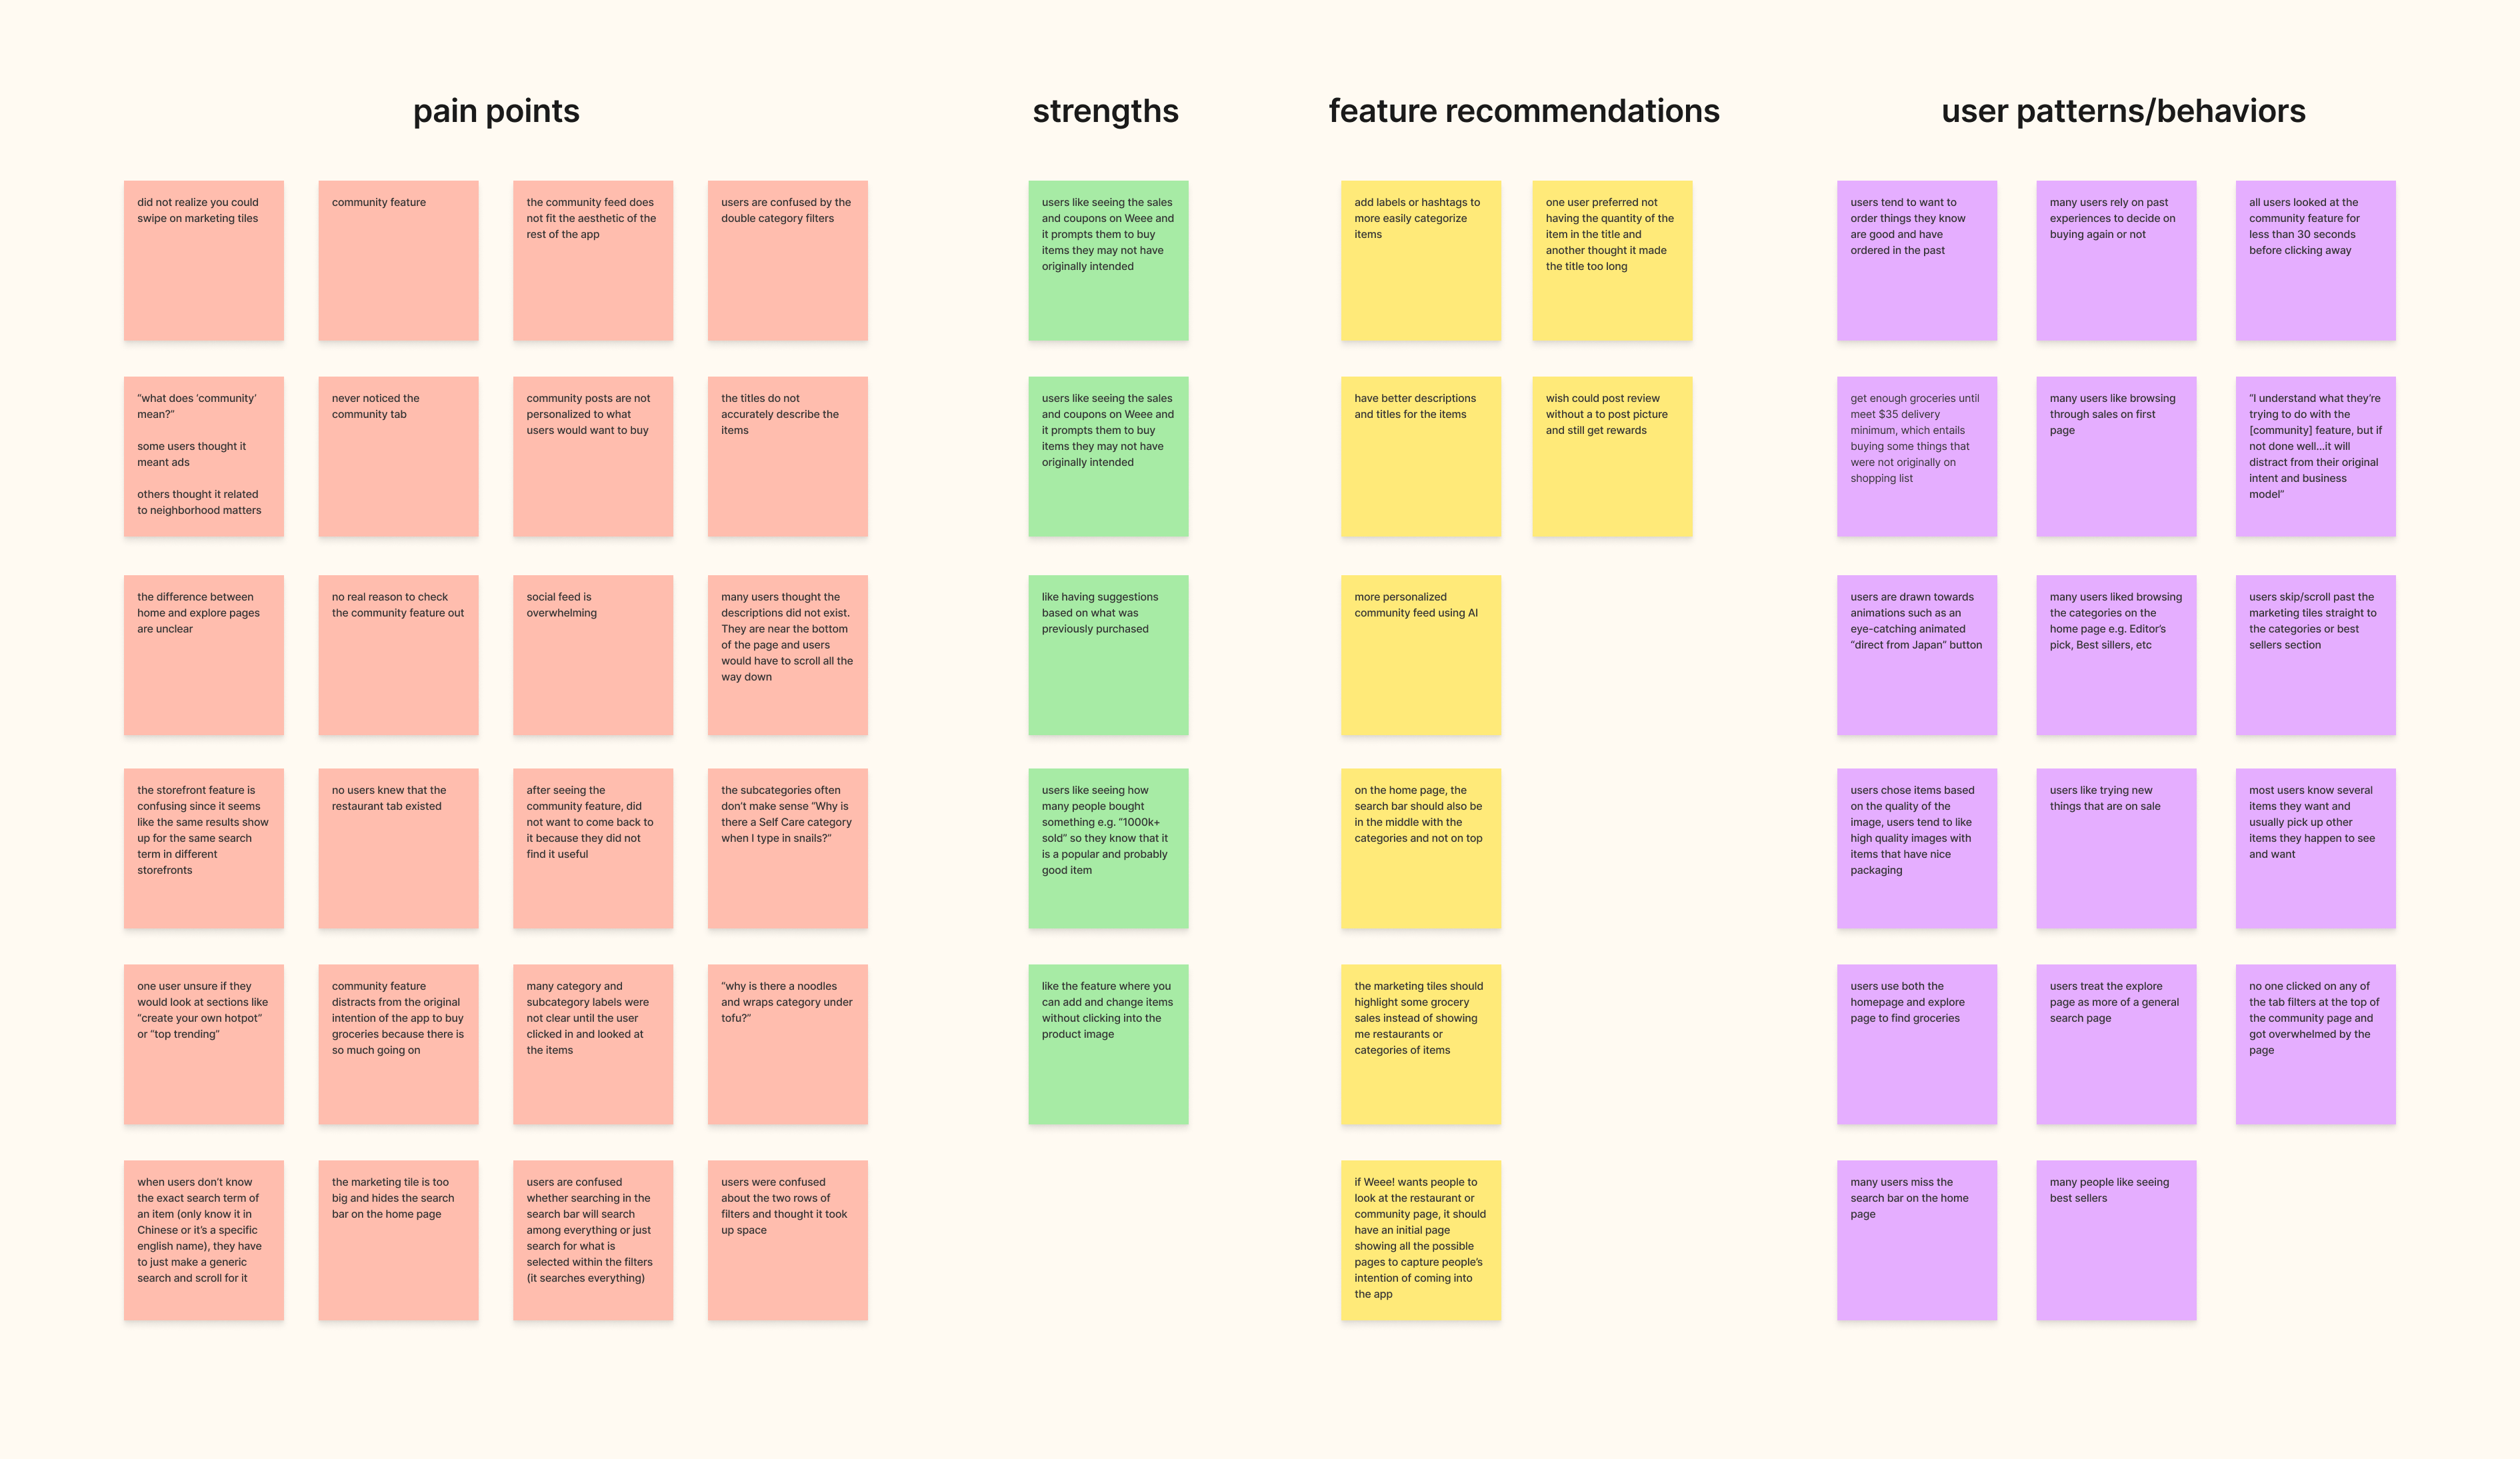 pain points
did not realize you could
swipe on marketing tiles
community feature
the community feed does
not fit the aesthetic of the
rest of the app
users are confused by the
double category filters
“what does ‘community’
mean?”
some users thought it
meant ads
others thought it related
to neighborhood matters
never noticed the
community tab
community posts are not
personalized to what
users would want to buy
the titles do not
accurately describe the
items
the difference between
home and explore pages
are unclear
no real reason to check
the community feature out
social feed is
overwhelming
many users thought the
descriptions did not exist.
They are near the bottom
of the page and users
would have to scroll all the
way down
the storefront feature is
confusing since it seems
like the same results show
up for the same search
term in different
storefronts
no users knew that the
restaurant tab existed
after seeing the
community feature, did
not want to come back to
it because they did not
find it useful
the subcategories often
don’t make sense “Why is
there a Self Care category
when I type in snails?”
one user unsure if they
would look at sections like
“create your own hotpot”
or “top trending”
community feature
distracts from the original
intention of the app to buy
groceries because there is
so much going on
many category and
subcategory labels were
not clear until the user
clicked in and looked at
the items
“why is there a noodles
and wraps category under
tofu?”
when users don’t know
the exact search term of
an item (only know it in
Chinese or it’s a specific
english name), they have
to just make a generic
search and scroll for it
the marketing tile is too
big and hides the search
bar on the home page
users are confused
whether searching in the
search bar will search
among everything or just
search for what is
selected within the filters
(it searches everything)
users were confused
about the two rows of
filters and thought it took
up space
strengths
users like seeing the sales
and coupons on Weee and
it prompts them to buy
items they may not have
originally intended
users like seeing the sales
and coupons on Weee and
it prompts them to buy
items they may not have
originally intended
like having suggestions
based on what was
previously purchased
users like seeing how
many people bought
something e.g. “1000k+
sold” so they know that it
is a popular and probably
good item
like the feature where you
can add and change items
without clicking into the
product image
feature recommendations
add labels or hashtags to
more easily categorize
items
one user preferred not
having the quantity of the
item in the title and
another thought it made
the title too long
have better descriptions
and titles for the items
wish could post review
without a to post picture
and still get rewards
more personalized
community feed using AI
on the home page, the
search bar should also be
in the middle with the
categories and not on top
the marketing tiles should
highlight some grocery
sales instead of showing
me restaurants or
categories of items
if Weee! wants people to
look at the restaurant or
community page, it should
have an initial page
showing all the possible
pages to capture people’s
intention of coming into
the app
user patterns/behaviors
users tend to want to
order things they know
are good and have
ordered in the past
many users rely on past
experiences to decide on
buying again or not
all users looked at the
community feature for
less than 30 seconds
before clicking away
get enough groceries until
meet $35 delivery
minimum, which entails
buying some things that
were not originally on
shopping list
many users like browsing
through sales on first
page
“I understand what they’re
trying to do with the
[community] feature, but if
not done well...it will
distract from their original
intent and business
model”
users are drawn towards
animations such as an
eye-catching animated
“direct from Japan” button
many users liked browsing
the categories on the
home page e.g. Editor’s
pick, Best sillers, etc
users skip/scroll past the
marketing tiles straight to
the categories or best
sellers section
users chose items based
on the quality of the
image, users tend to like
high quality images with
items that have nice
packaging
users like trying new
things that are on sale
most users know several
items they want and
usually pick up other
items they happen to see
and want
users use both the
homepage and explore
page to find groceries
users treat the explore
page as more of a general
search page
no one clicked on any of
the tab filters at the top of
the community page and
got overwhelmed by the
page
many users miss the
search bar on the home
page
many people like seeing
best sellers